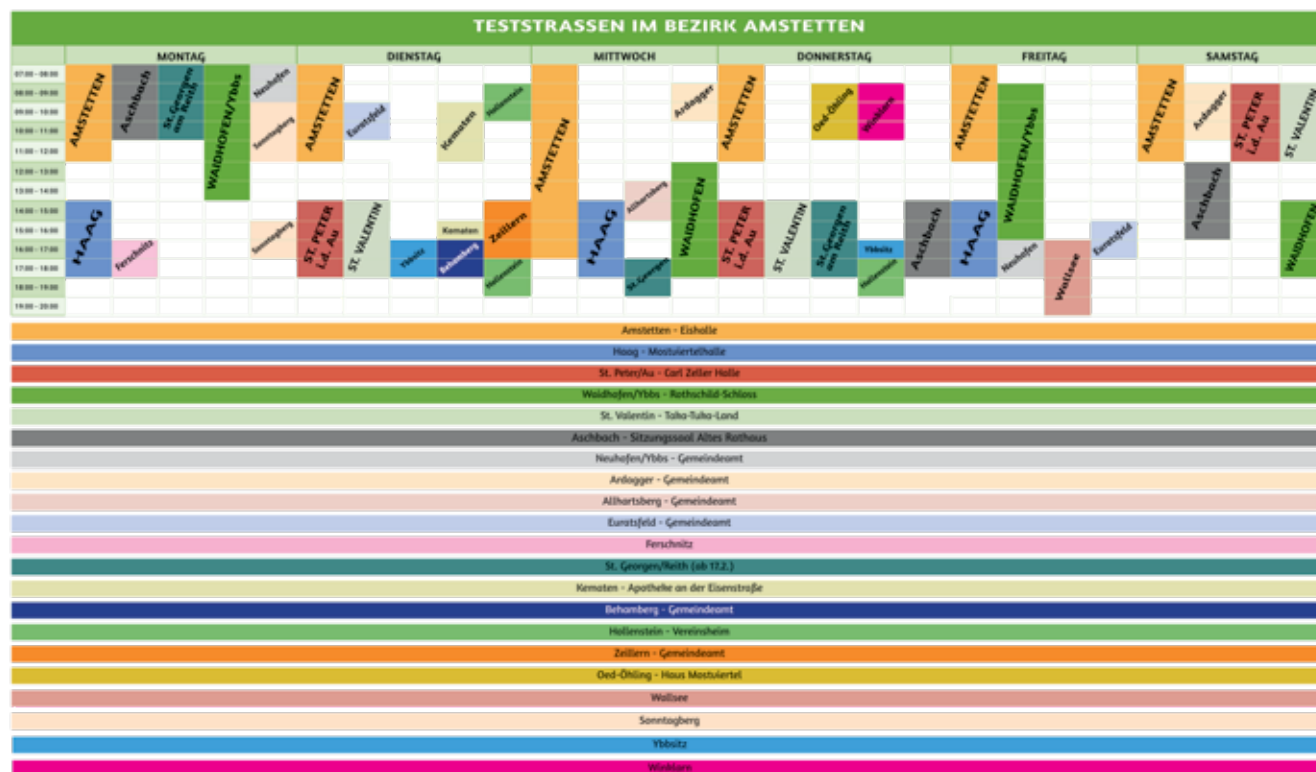 TESTSTRASSEN IM BEZIRK AMSTETTEN
MONTAG DIENSTAG MITTWOCH DONNERSTAG FREITAG SAMSTAG
07:00 - 08:00
08:00 - 09:00
09:00 - 10:00
10:00 - 11:00
11:00 - 12:00
12:00 - 13:00
13:00 - 14:00
14:00 - 15:00
15:00 - 16:00
16:00 - 17:00
17:00 - 18:00
18:00 - 19:00
19:00 - 20:00
AMSTETTEN
HAAG
Aschbach
Ferschnitz
St.Georgen
am Reith
WAIDHOFEN/Ybbs
Neuhofen
Sonntagberg
Sonntagberg
AMSTETTEN
ST. PETER
i.d. Au
Euratsfeld
ST. VALENTIN
Ybbsitz
Kematen
Kematen
Behamberg
Hollenstein
Zeillern
Hollenstein
AMSTETTEN
HAAG
Allhartsberg
St.Georgen
Ardagger
WAIDHOFEN
AMSTETTEN
ST. PETER
i.d. Au
ST. VALENTIN
Oed-Öhling
St.Georgen
am Reith
Winklarn
Ybbsitz
Hollenstein
Aschbach
AMSTETTEN
HAAG
WAIDHOFEN/Ybbs
Neuhofen
Wallsee
Euratsfeld
AMSTETTEN
Ardagger
Aschbach
ST. PETER
i.d. Au
ST. VALENTIN
WAIDHOFEN
Amstetten - Eishalle
Haag - Mostviertelhalle
St. Peter/Au - Carl Zeller Halle
Waidhofen/Ybbs - Rothschild-Schloss
St. Valentin - Taka-Tuka-Land
Aschbach - Sitzungssaal Altes Rathaus
Neuhofen/Ybbs - Gemeindeamt
Ardagger - Gemeindeamt
Allhartsberg - Gemeindeamt
Euratsfeld - Gemeindeamt
Ferschnitz
St. Georgen/Reith (ab 17.2.)
Kematen - Apotheke an der Eisenstraße
Behamberg - Gemeindeamt
Hollenstein - Vereinsheim
Zeillern - Gemeindeamt
Oed-Öhling - Haus Mostviertel
Wallsee
Sonntagberg
Ybbsitz
Winklarn